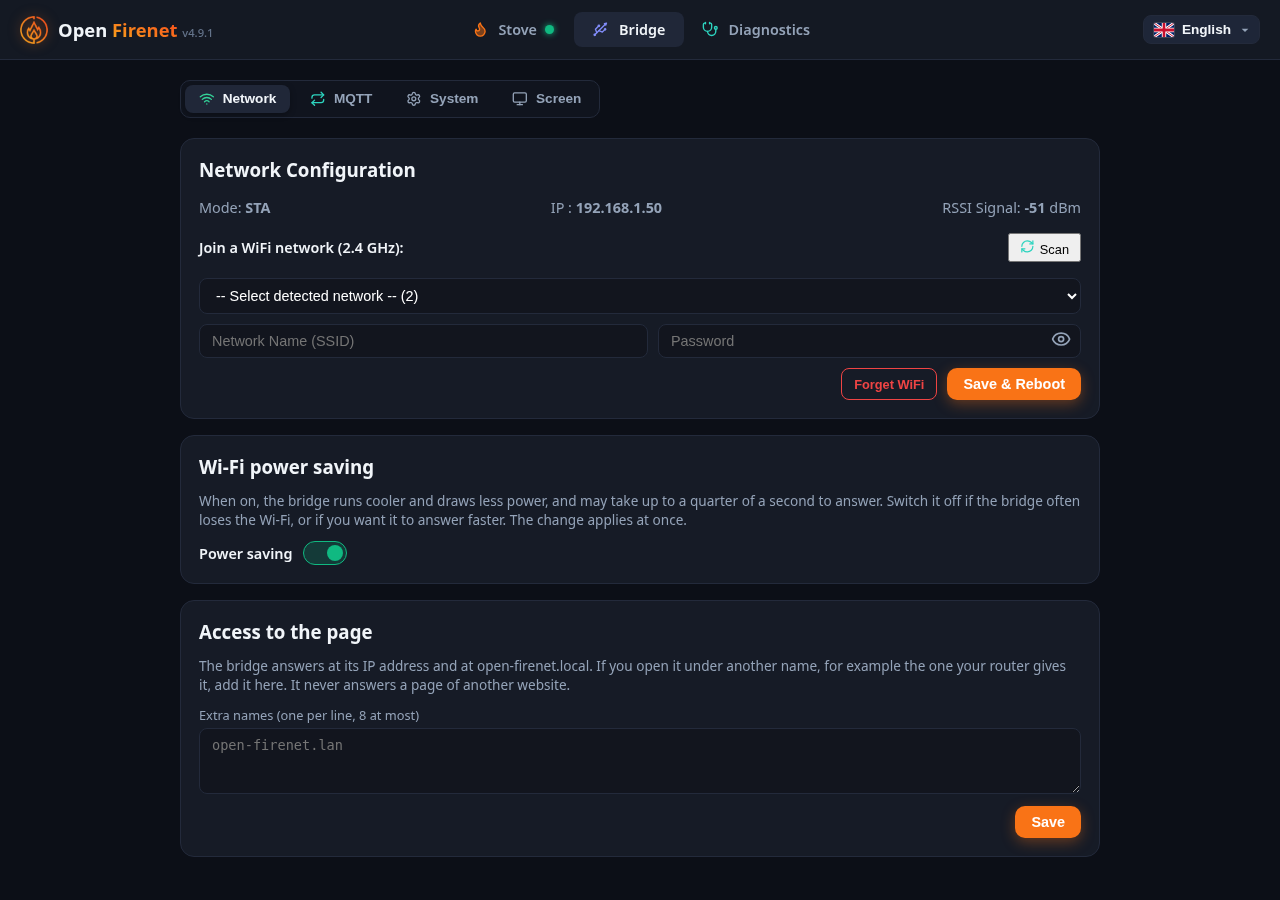 Open Firenet v4.9.1
Stove
Bridge
Diagnostics
English
Network
MQTT
System
Screen
Network Configuration
Mode: STA
IP : 192.168.1.50
RSSI Signal: -51 dBm
Join a WiFi network (2.4 GHz):
Scan
-- Select detected network -- (2)
Network Name (SSID)
Password
Forget WiFi
Save & Reboot
Wi-Fi power saving
When on, the bridge runs cooler and draws less power, and may take up to a quarter of a second to answer. Switch it off if the bridge often
loses the Wi-Fi, or if you want it to answer faster. The change applies at once.
Power saving
Access to the page
The bridge answers at its IP address and at open-firenet.local. If you open it under another name, for example the one your router gives
it, add it here. It never answers a page of another website.
Extra names (one per line, 8 at most)
open-firenet.lan
Save